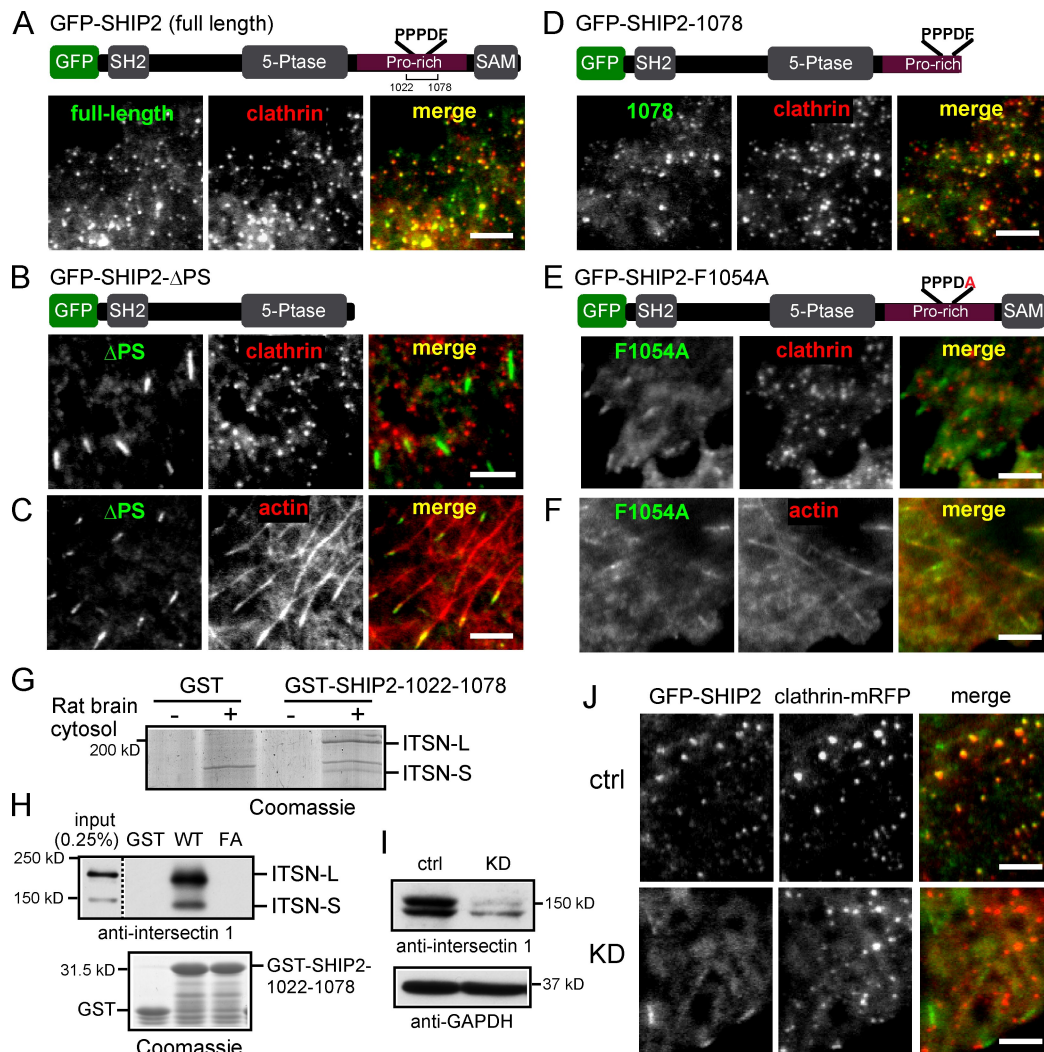 A GFP-SHIP2 (full length)
PPPDF
GFP SH2 5-Ptase Pro-rich SAM
1022 1078
full-length clathrin merge
B GFP-SHIP2-ΔPS
GFP SH2 5-Ptase
ΔPS clathrin merge
C ΔPS actin merge
D GFP-SHIP2-1078
PPPDF
GFP SH2 5-Ptase Pro-rich
1078 clathrin merge
E GFP-SHIP2-F1054A
PPPDA
GFP SH2 5-Ptase Pro-rich SAM
F1054A clathrin merge
F F1054A actin merge
G GST GST-SHIP2-1022-1078
Rat brain
cytosol - + - +
200 kD
ITSN-L
ITSN-S
Coomassie
H input
(0.25%) GST WT FA
250 kD
ITSN-L
150 kD
ITSN-S
anti-intersectin 1
31.5 kD
GST-SHIP2-
1022-1078
GST
Coomassie
I ctrl KD
150 kD
anti-intersectin 1
37 kD
anti-GAPDH
J GFP-SHIP2 clathrin-mRFP merge
ctrl
KD